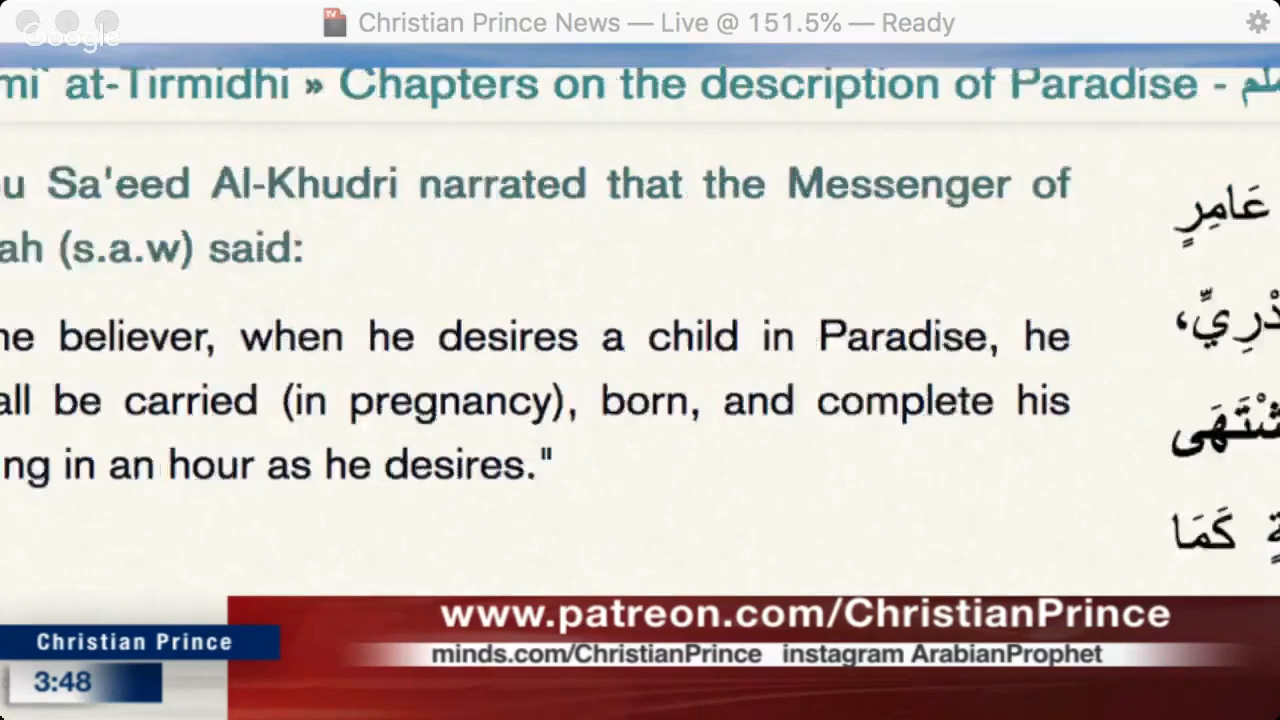 Christian Prince News — Live @ 151.5% — Ready
Google
mi` at-Tirmidhi » Chapters on the description of Paradise -
u Sa'eed Al-Khudri narrated that the Messenger of
ah (s.a.w) said:
ne believer, when he desires a child in Paradise, he
all be carried (in pregnancy), born, and complete his
ng in an hour as he desires."
عَامِرٍ
دْرِيِّ،
شْتَهَى
ةٍ كَمَا
www.patreon.com/ChristianPrince
Christian Prince
minds.com/ChristianPrince instagram ArabianProphet
3:48